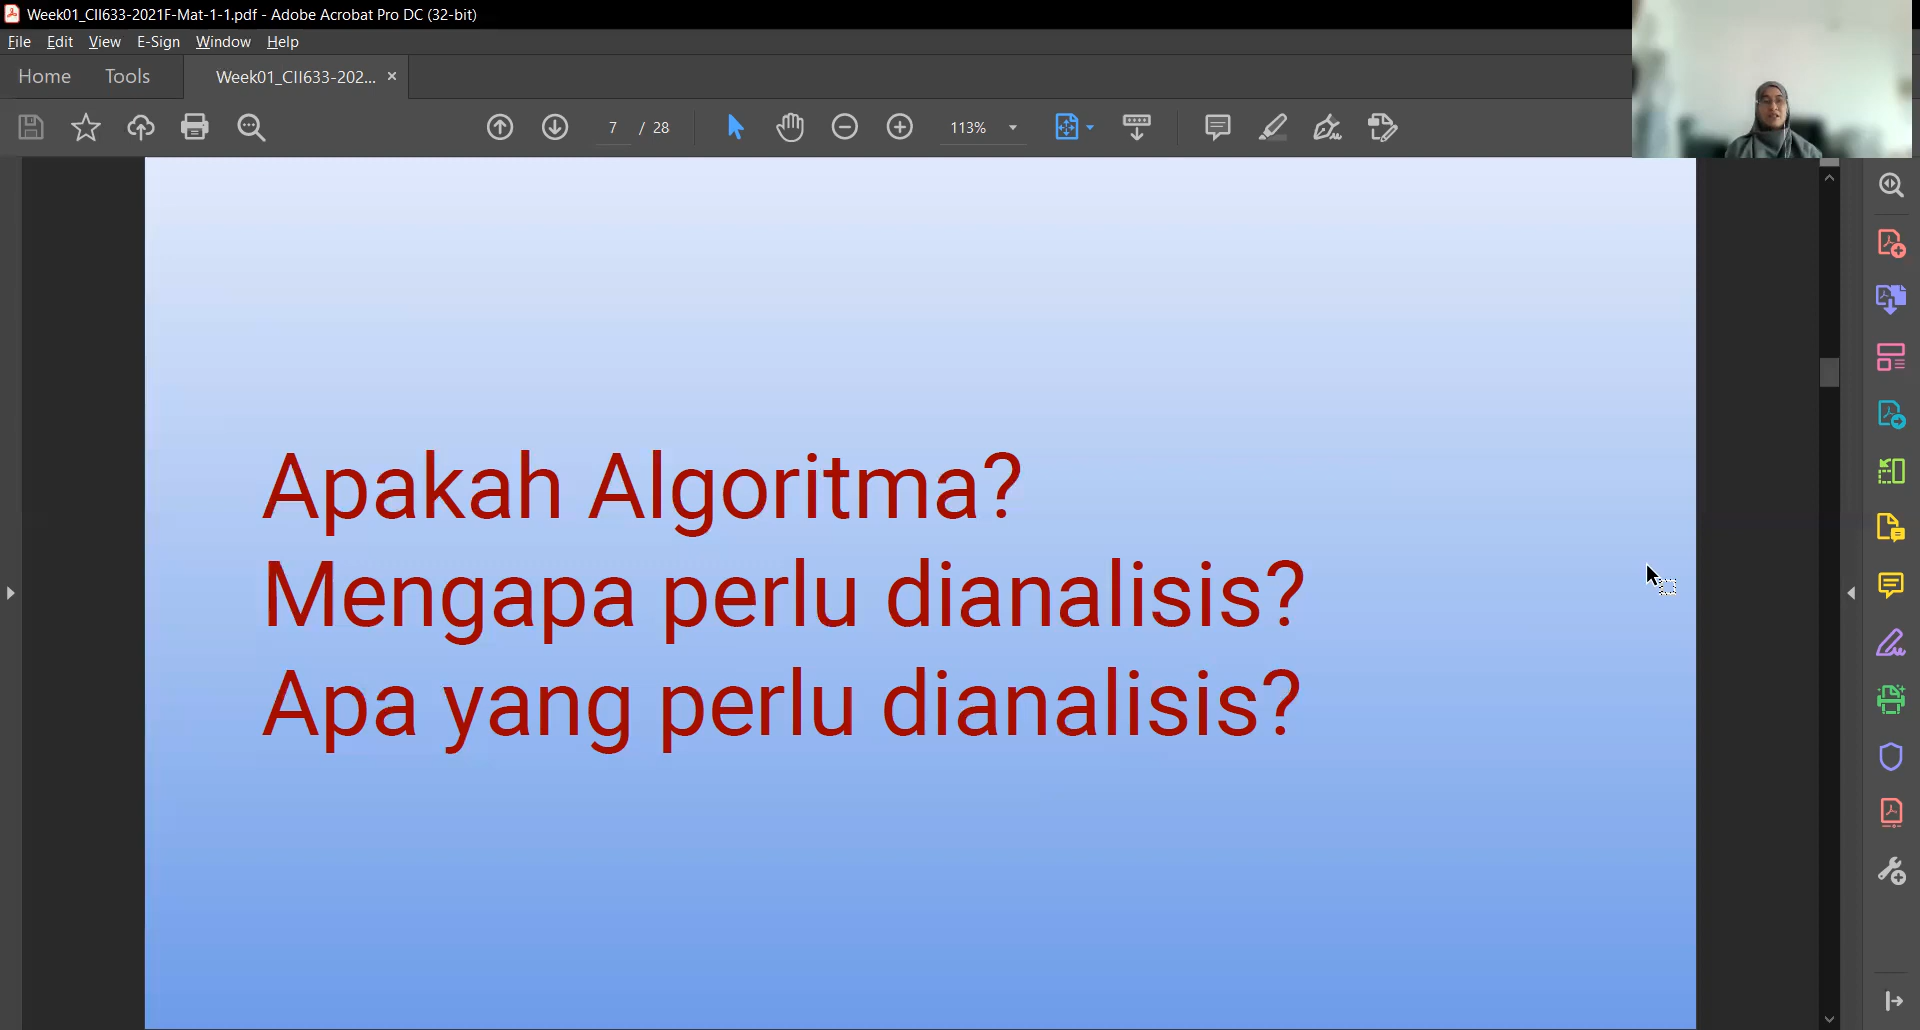 Week01_CII633-2021F-Mat-1-1.pdf - Adobe Acrobat Pro DC (32-bit)
File Edit View E-Sign Window Help
Home Tools Week01_CII633-202... ×
7 / 28 113%
Apakah Algoritma?
Mengapa perlu dianalisis?
Apa yang perlu dianalisis?